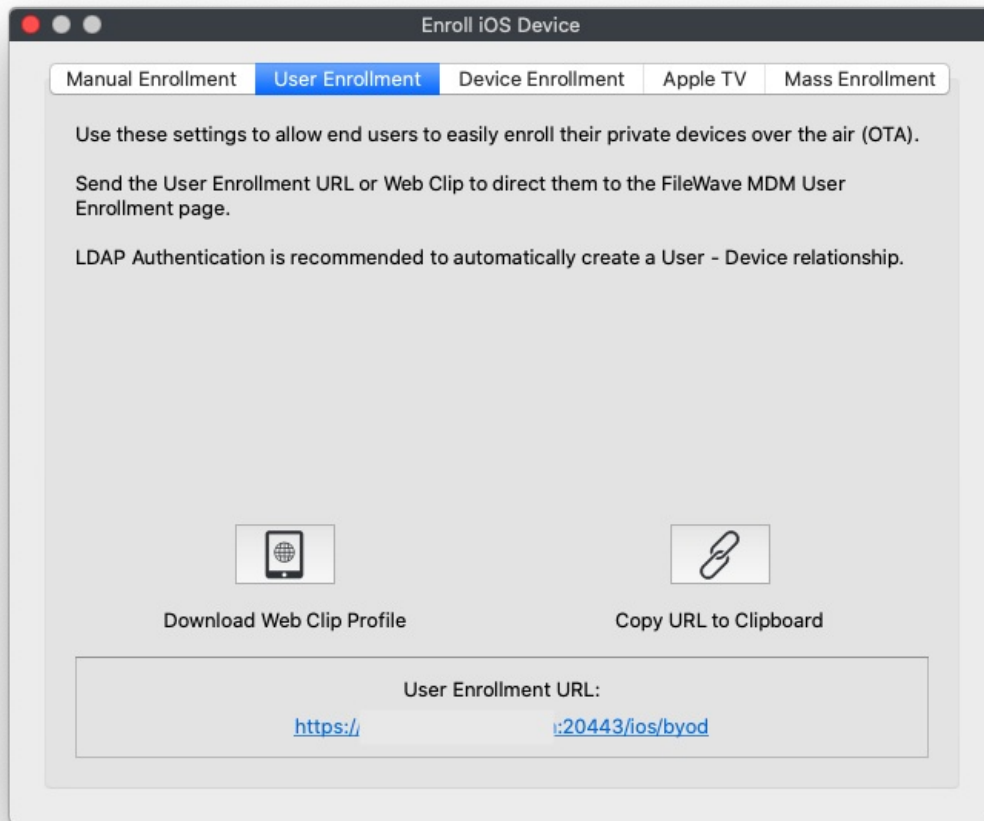 Enroll iOS Device
Manual Enrollment User Enrollment Device Enrollment Apple TV Mass Enrollment
Use these settings to allow end users to easily enroll their private devices over the air (OTA).
Send the User Enrollment URL or Web Clip to direct them to the FileWave MDM User
Enrollment page.
LDAP Authentication is recommended to automatically create a User - Device relationship.
Download Web Clip Profile Copy URL to Clipboard
User Enrollment URL:
https:/ :20443/ios/byod